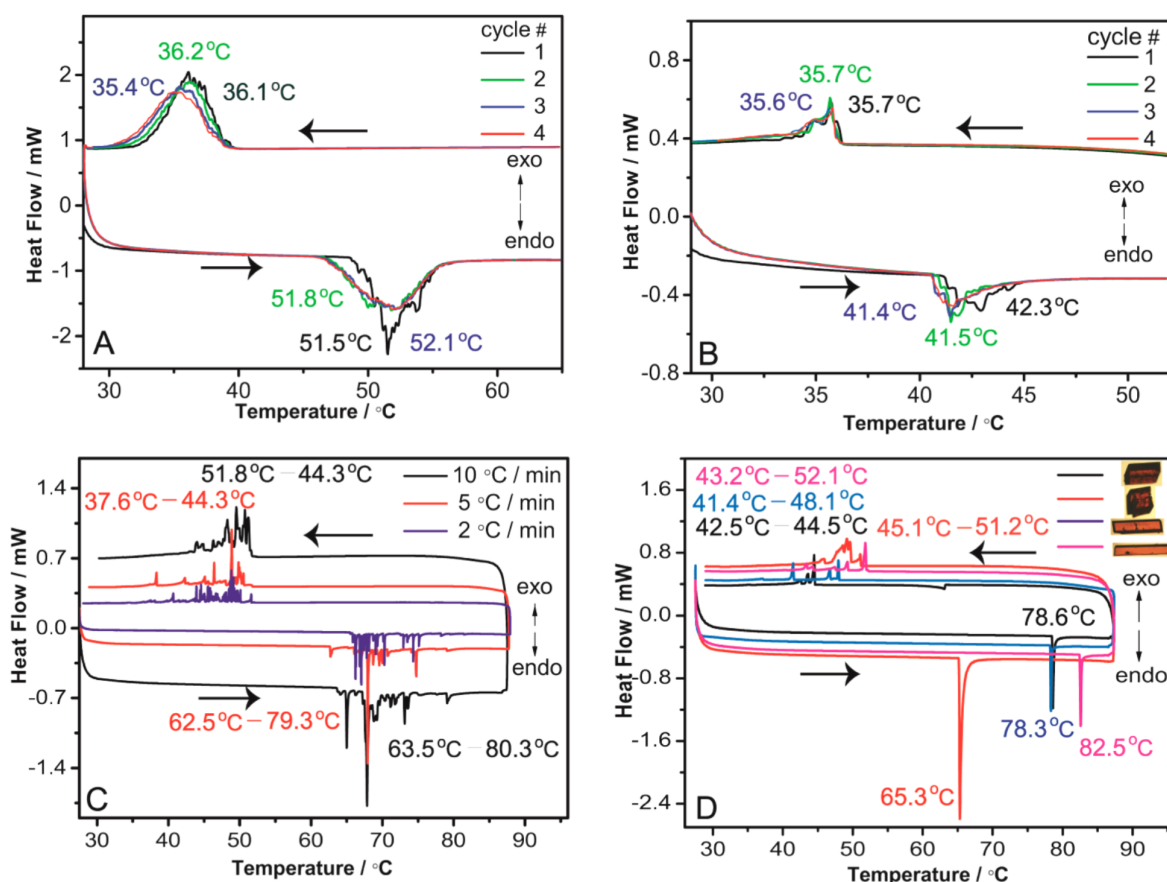 cycle #
1
2
3
4
36.2°C
35.4°C
36.1°C
exo
endo
51.8°C
51.5°C
52.1°C
A
Heat Flow / mW
2
1
0
-1
-2
30
40
50
60
Temperature / °C
cycle #
1
2
3
4
35.7°C
35.6°C
35.7°C
exo
endo
41.4°C
42.3°C
41.5°C
B
Heat Flow / mW
0.8
0.4
0.0
-0.4
-0.8
30
35
40
45
50
Temperature / °C
51.8°C–44.3°C
10 °C / min
37.6°C–44.3°C
5 °C / min
2 °C / min
exo
endo
62.5°C–79.3°C
63.5°C–80.3°C
C
Heat Flow / mW
1.4
0.7
0.0
-0.7
-1.4
30
40
50
60
70
80
90
Temperature / °C
43.2°C–52.1°C
41.4°C–48.1°C
42.5°C–44.5°C
45.1°C–51.2°C
exo
78.6°C
endo
78.3°C
82.5°C
65.3°C
D
Heat Flow / mW
1.6
0.8
0.0
-0.8
-1.6
-2.4
30
40
50
60
70
80
90
Temperature / °C